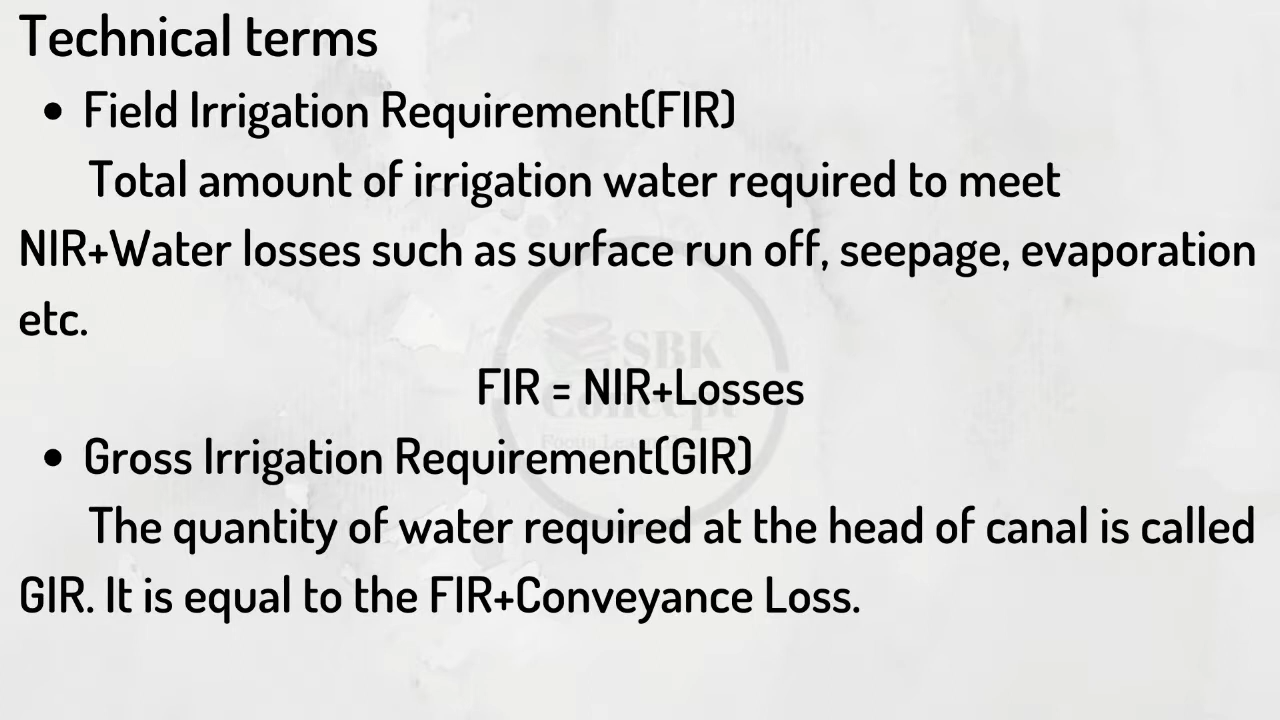 Technical terms
• Field Irrigation Requirement(FIR)
Total amount of irrigation water required to meet
NIR+Water losses such as surface run off, seepage, evaporation
etc.
SBK
FIR = NIR+Losses
Concept
• Gross Irrigation Requirement(GIR)
The quantity of water required at the head of canal is called
GIR. It is equal to the FIR+Conveyance Loss.